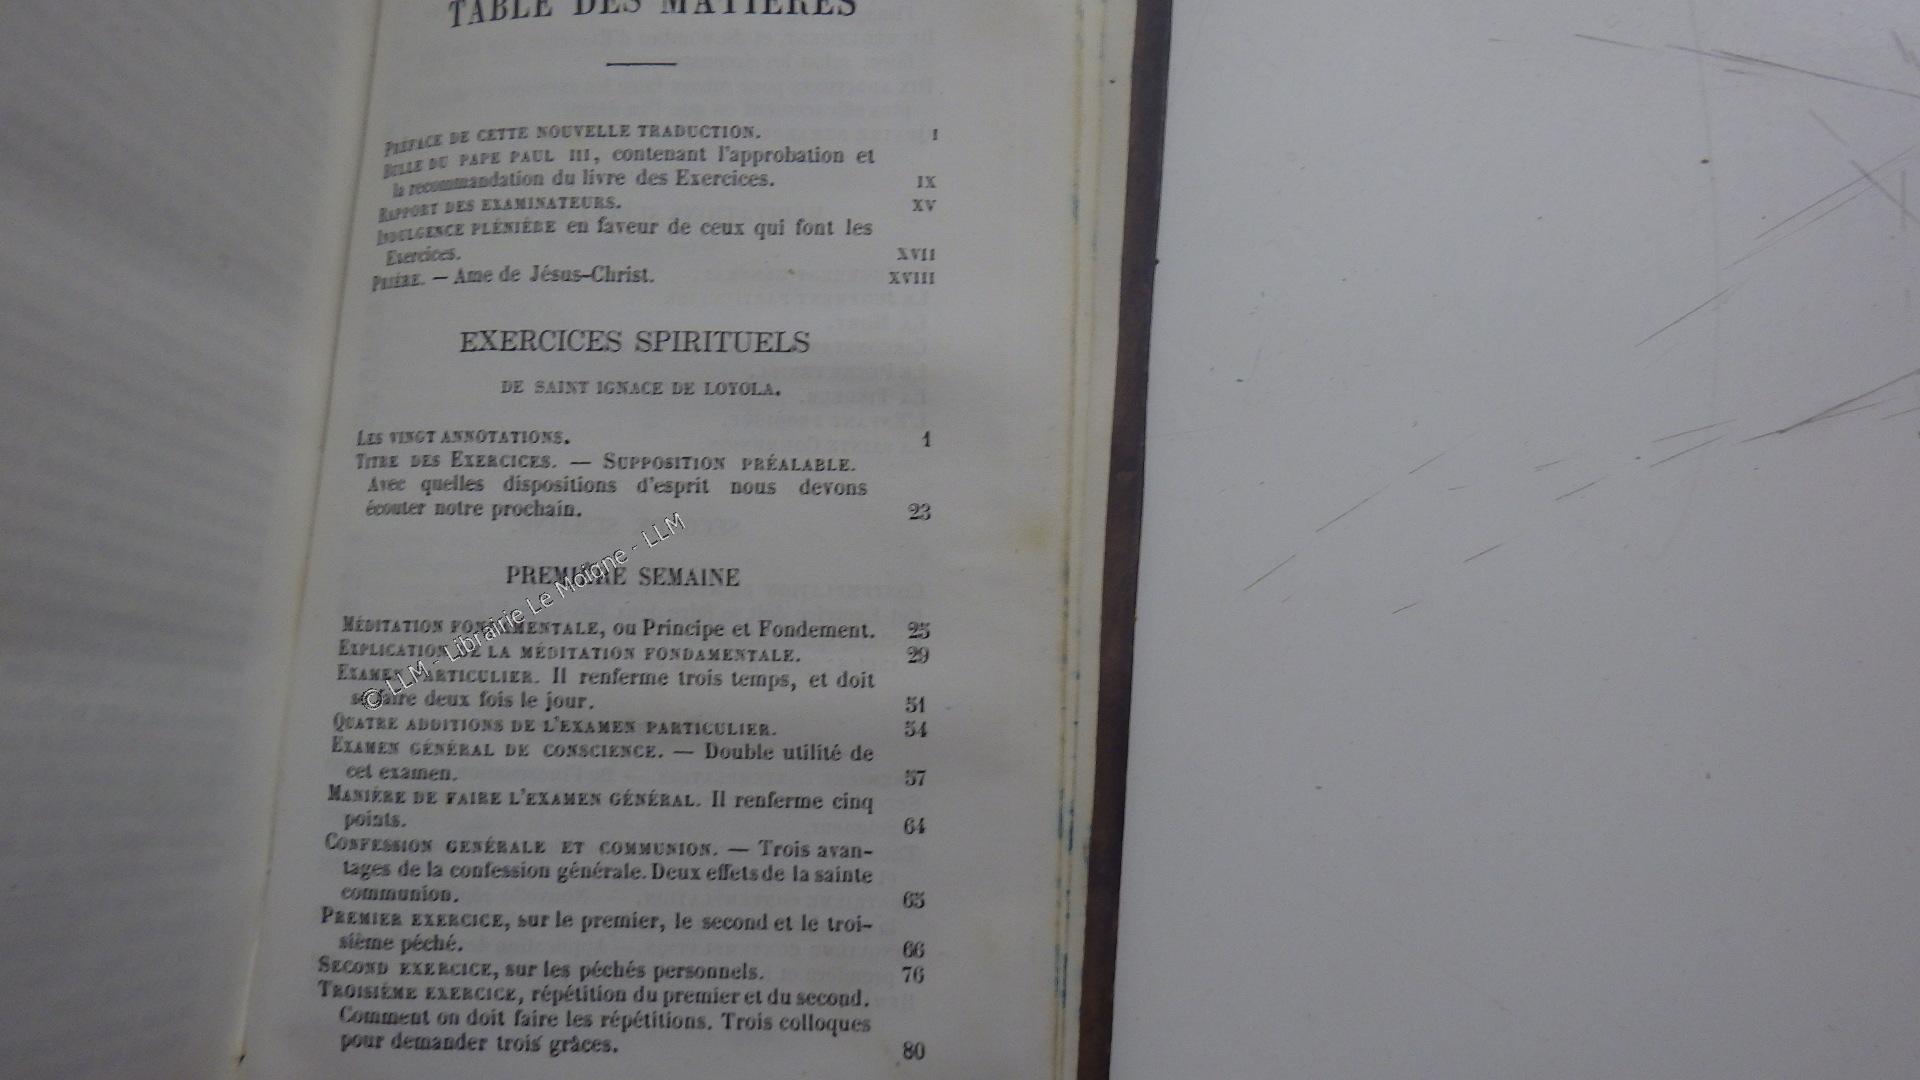 TABLE DES MATIÈRES
PRÉFACE DE CETTE NOUVELLE TRADUCTION. I
BULLE DU PAPE PAUL III, contenant l'approbation et
la recommandation du livre des Exercices. IX
RAPPORT DES EXAMINATEURS. XV
INDULGENCE PLÉNIÈRE en faveur de ceux qui font les
Exercices. XVII
PRIÈRE. — Ame de Jésus-Christ. XVIII
EXERCICES SPIRITUELS
DE SAINT IGNACE DE LOYOLA.
LES VINGT ANNOTATIONS. 1
TITRE DES EXERCICES. — SUPPOSITION PRÉALABLE.
Avec quelles dispositions d'esprit nous devons
écouter notre prochain. 23
PREMIÈRE SEMAINE
MÉDITATION FONDAMENTALE, ou Principe et Fondement. 25
EXPLICATION DE LA MÉDITATION FONDAMENTALE. 29
EXAMEN PARTICULIER. Il renferme trois temps, et doit
se faire deux fois le jour. 51
QUATRE ADDITIONS DE L'EXAMEN PARTICULIER. 54
EXAMEN GÉNÉRAL DE CONSCIENCE. — Double utilité de
cet examen. 57
MANIÈRE DE FAIRE L'EXAMEN GÉNÉRAL. Il renferme cinq
points. 64
CONFESSION GÉNÉRALE ET COMMUNION. — Trois avan-
tages de la confession générale. Deux effets de la sainte
communion. 65
PREMIER EXERCICE, sur le premier, le second et le troi-
sième péché. 66
SECOND EXERCICE, sur les péchés personnels. 76
TROISIÈME EXERCICE, répétition du premier et du second.
Comment on doit faire les répétitions. Trois colloques
pour demander trois grâces. 80
© LLM - Librairie Le Moiane - LLM